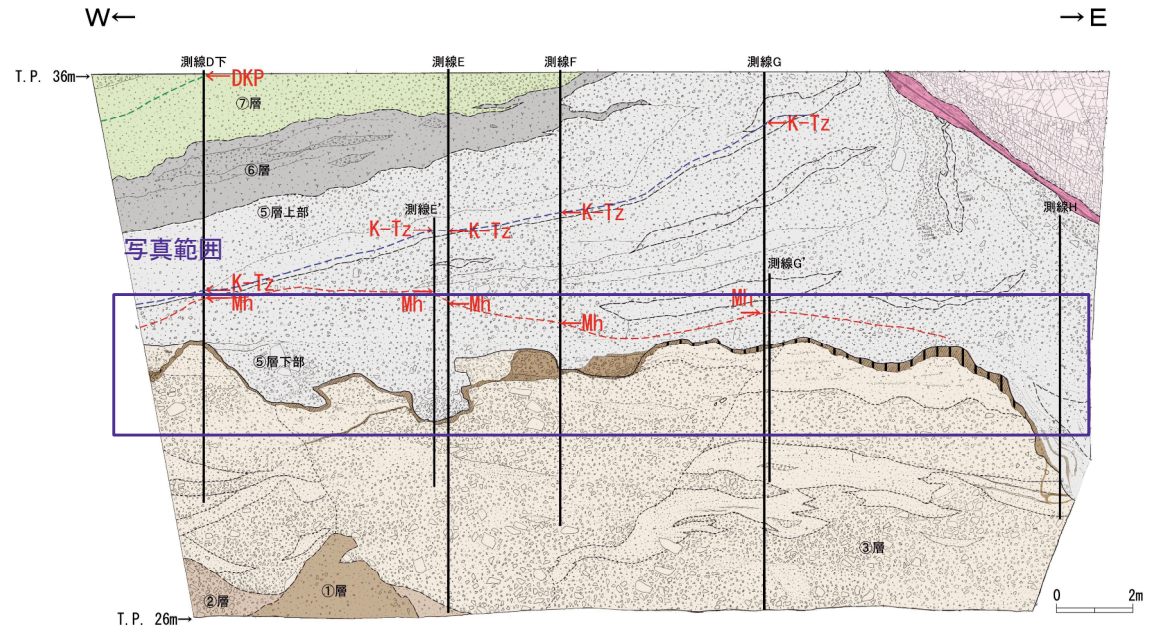 W← →E
T.P. 36m→
測線D下 測線E 測線F 測線G
←DKP
⑦層
←K-Tz
⑥層
⑤層上部
測線E'
測線H
K-Tz→ ←K-Tz ←K-Tz
写真範囲
測線G'
←K-Tz
←Mh
Mh→ ←Mh ←Mh Mh→
⑤層下部
③層
①層
②層
T.P. 26m→
0 2m